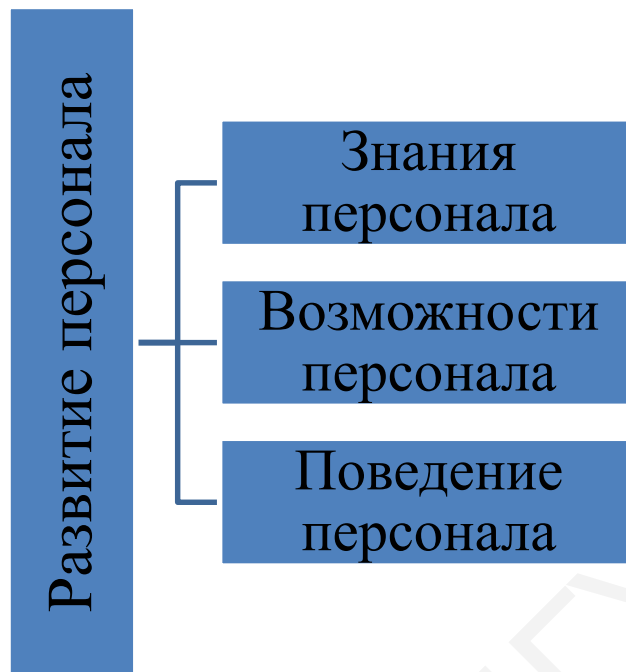 Развитие персонала
Знания
персонала
Возможности
персонала
Поведение
персонала